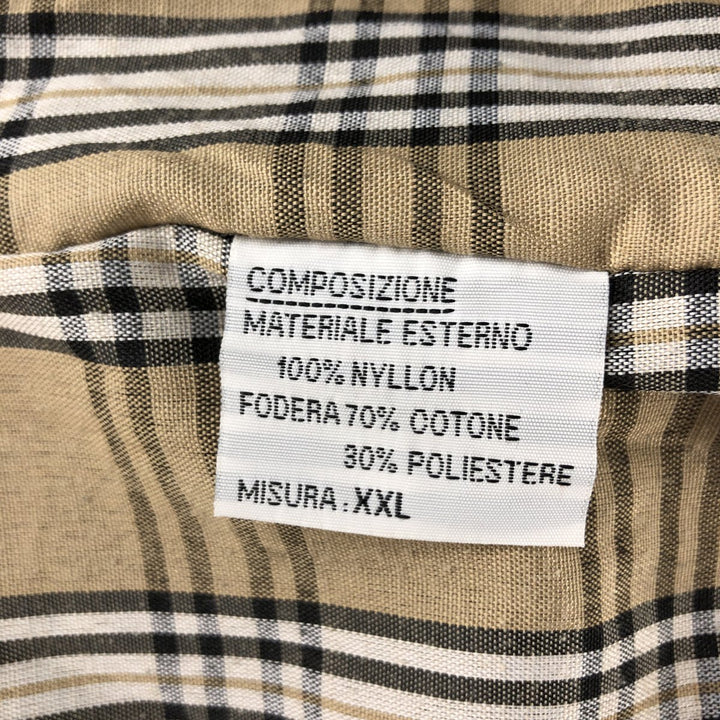 COMPOSIZIONE
MATERIALE ESTERNO
100% NYLLON
FODERA 70% COTONE
30% POLIESTERE
MISURA : XXL